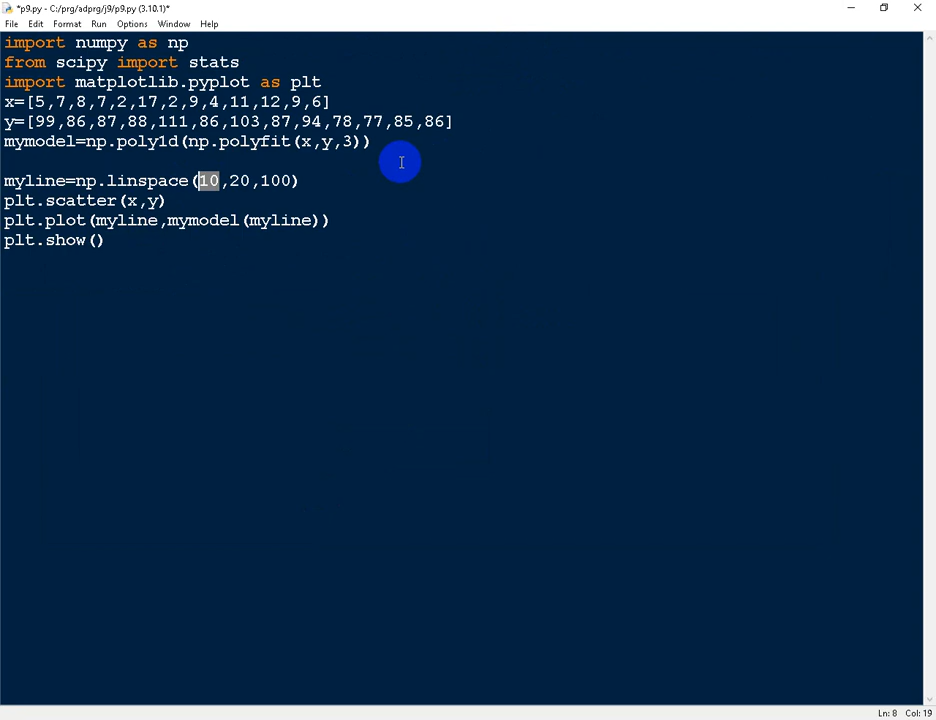 *p9.py - C:/prg/adprg/j9/p9.py (3.10.1)*
File Edit Format Run Options Window Help
import numpy as np
from scipy import stats
import matplotlib.pyplot as plt
x=[5,7,8,7,2,17,2,9,4,11,12,9,6]
y=[99,86,87,88,111,86,103,87,94,78,77,85,86]
mymodel=np.poly1d(np.polyfit(x,y,3))
myline=np.linspace(10,20,100)
plt.scatter(x,y)
plt.plot(myline,mymodel(myline))
plt.show()
Ln: 8 Col: 19